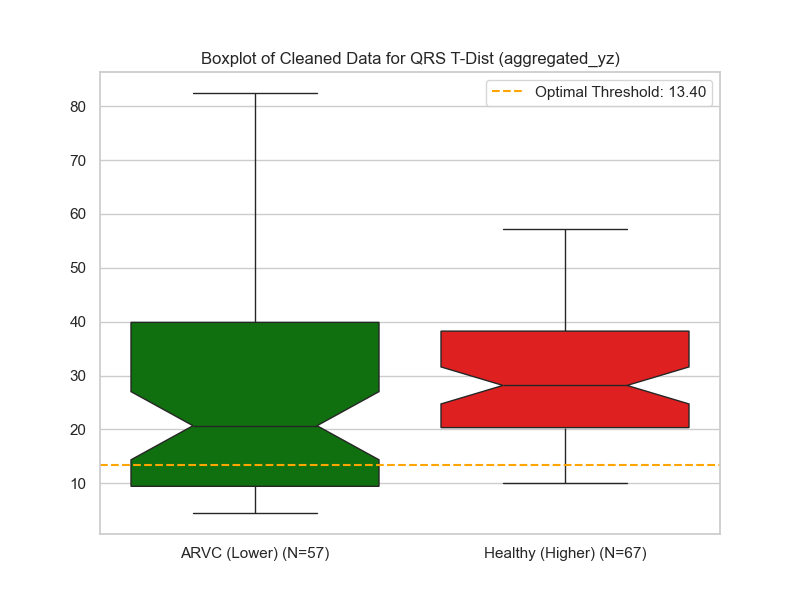 Boxplot of Cleaned Data for QRS T-Dist (aggregated_yz)
Optimal Threshold: 13.40
80
70
60
50
40
30
20
10
ARVC (Lower) (N=57)
Healthy (Higher) (N=67)